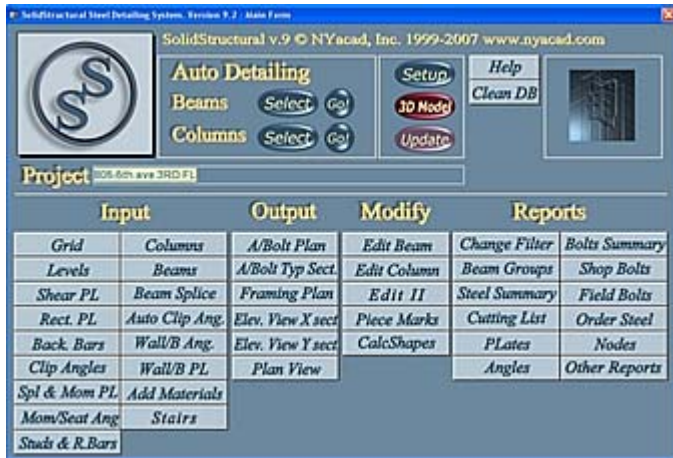 SolidStructural Steel Detailing System. Version 9.2 : Main Form
SolidStructural v.9 © NYacad, Inc. 1999-2007 www.nyacad.com
SS
Auto Detailing
Beams Select Go!
Columns Select Go!
Setup
3D Model
Update
Help
Clean DB
Project 805-6th ave 3RD FL
Input Output Modify Reports
Grid Columns A/Bolt Plan Edit Beam Change Filter Bolts Summary
Levels Beams A/Bolt Typ Sect. Edit Column Beam Groups Shop Bolts
Shear PL Beam Splice Framing Plan Edit II Steel Summary Field Bolts
Rect. PL Auto Clip Ang. Elev. View X sect Piece Marks Cutting List Order Steel
Back. Bars Wall/B Ang. Elev. View Y sect CalcShapes PLates Nodes
Clip Angles Wall/B PL Plan View Angles Other Reports
Spl & Mom PL Add Materials
Mom/Seat Ang Stairs
Studs & R.Bars